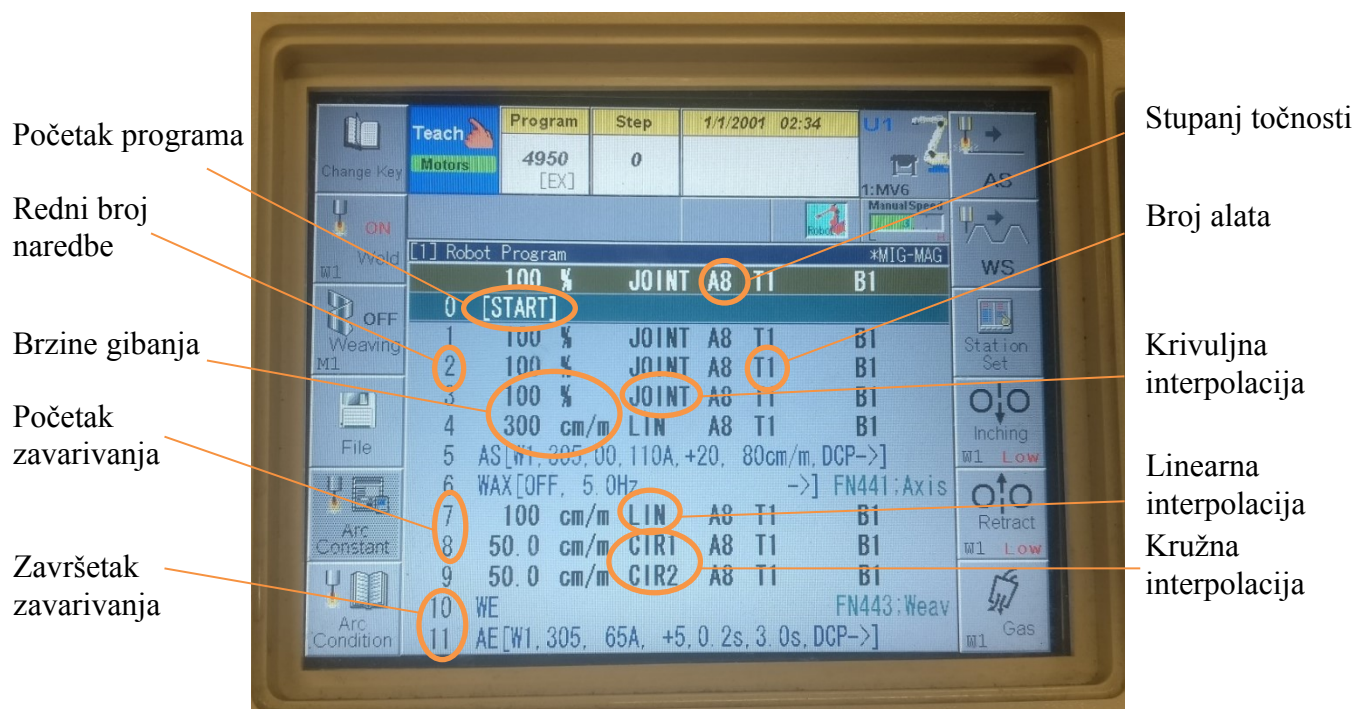 Početak programa
Redni broj
naredbe
Brzine gibanja
Početak
zavarivanja
Završetak
zavarivanja
Change Key
Teach
Motors
Program
4950
[EX]
Step
0
1/1/2001 02:34
U1
1:MV6
AS
ON
Weld
W1
Robot
Manual Speed
3
L H
WS
[1] Robot Program *MIG-MAG
100 % JOINT A8 T1 B1
0 [START]
1 100 % JOINT A8 T1 B1
2 100 % JOINT A8 T1 B1
3 100 % JOINT A8 T1 B1
4 300 cm/m LIN A8 T1 B1
5 AS[W1,305,00,110A,+20, 80cm/m,DCP->]
6 WAX[OFF, 5.0Hz ->] FN441;Axis
7 100 cm/m LIN A8 T1 B1
8 50.0 cm/m CIR1 A8 T1 B1
9 50.0 cm/m CIR2 A8 T1 B1
10 WE FN443;Weav
11 AE[W1,305, 65A, +5,0.2s,3.0s,DCP->]
OFF
Weaving
M1
File
Arc
Constant
Arc
Condition
Station
Set
Inching
W1 Low
Retract
W1 Low
Gas
W1
Stupanj točnosti
Broj alata
Krivuljna
interpolacija
Linearna
interpolacija
Kružna
interpolacija